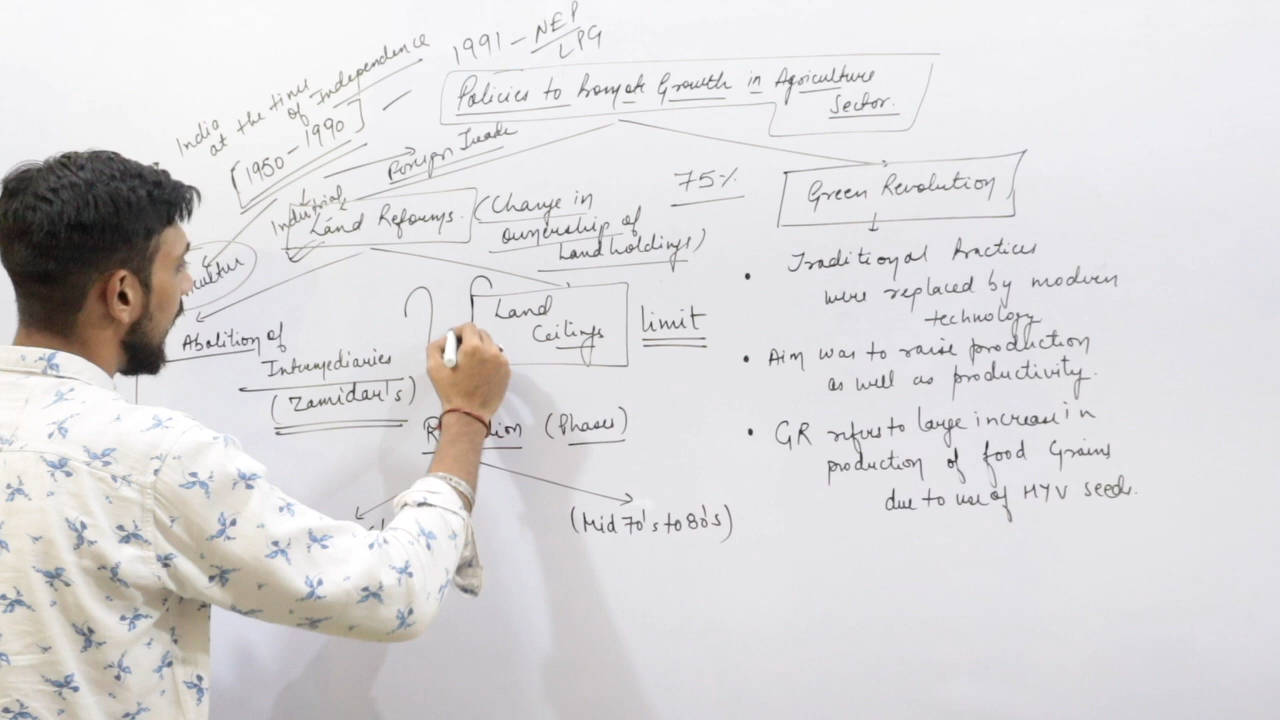 1991 - NEP
LPG
Policies to Promote Growth in Agriculture
Sector.
India
at the time
of Independence
[1950-1990]
Foreign Trade
Industrial
Land Reforms.
(Change in
ownership of
Land holdings)
75%
Green Revolution
Land
Ceilings
limit
Abolition of
Intermediaries
(Zamidar's)
(Phases)
(Mid 70's to 80's)
• Traditional Practices
were replaced by modern
technology
• Aim was to raise production
as well as productivity.
• GR refers to large increase in
production of food Grains
due to use of HYV seeds.